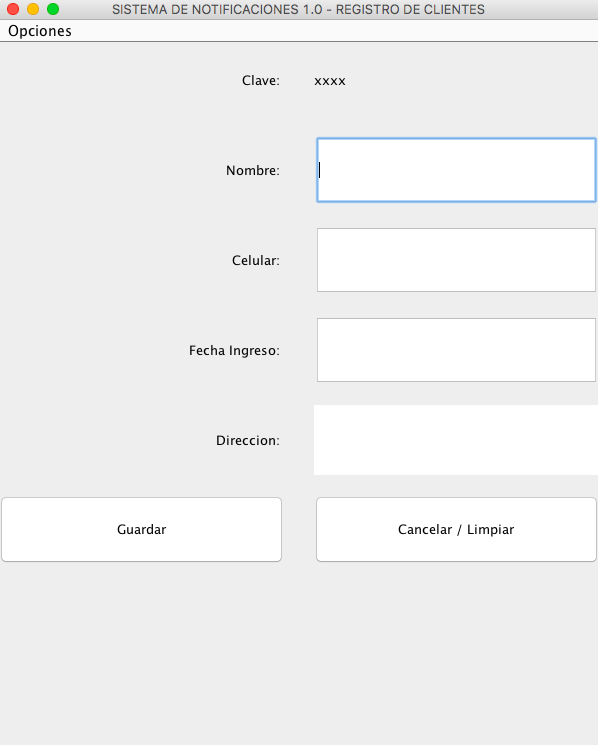 SISTEMA DE NOTIFICACIONES 1.0 - REGISTRO DE CLIENTES
Opciones
Clave: xxxx
Nombre:
Celular:
Fecha Ingreso:
Direccion:
Guardar Cancelar / Limpiar